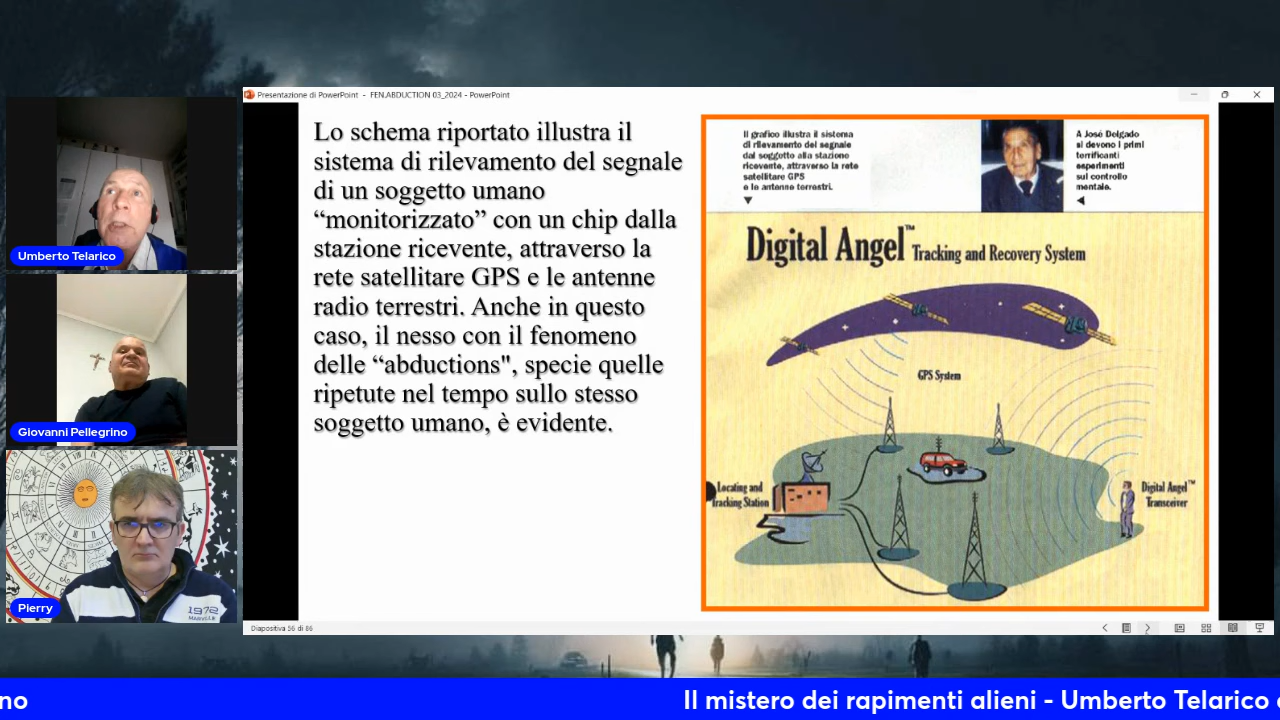 Presentazione di PowerPoint - FEN.ABDUCTION 03_2024 - PowerPoint
Lo schema riportato illustra il
sistema di rilevamento del segnale
di un soggetto umano
“monitorizzato” con un chip dalla
stazione ricevente, attraverso la
rete satellitare GPS e le antenne
radio terrestri. Anche in questo
caso, il nesso con il fenomeno
delle “abductions", specie quelle
ripetute nel tempo sullo stesso
soggetto umano, è evidente.
Il grafico illustra il sistema
di rilevamento del segnale
dal soggetto alla stazione
ricevente, attraverso la rete
satellitare GPS
e le antenne terrestri.
A José Delgado
si devono i primi
terrificanti
esperimenti
sul controllo
mentale.
Digital Angel™ Tracking and Recovery System
GPS System
Locating and
Tracking Station
Digital Angel™
Transceiver
Umberto Telarico
Giovanni Pellegrino
Pierry
1972
Diapositiva 56 di 86
no
Il mistero dei rapimenti alieni - Umberto Telarico